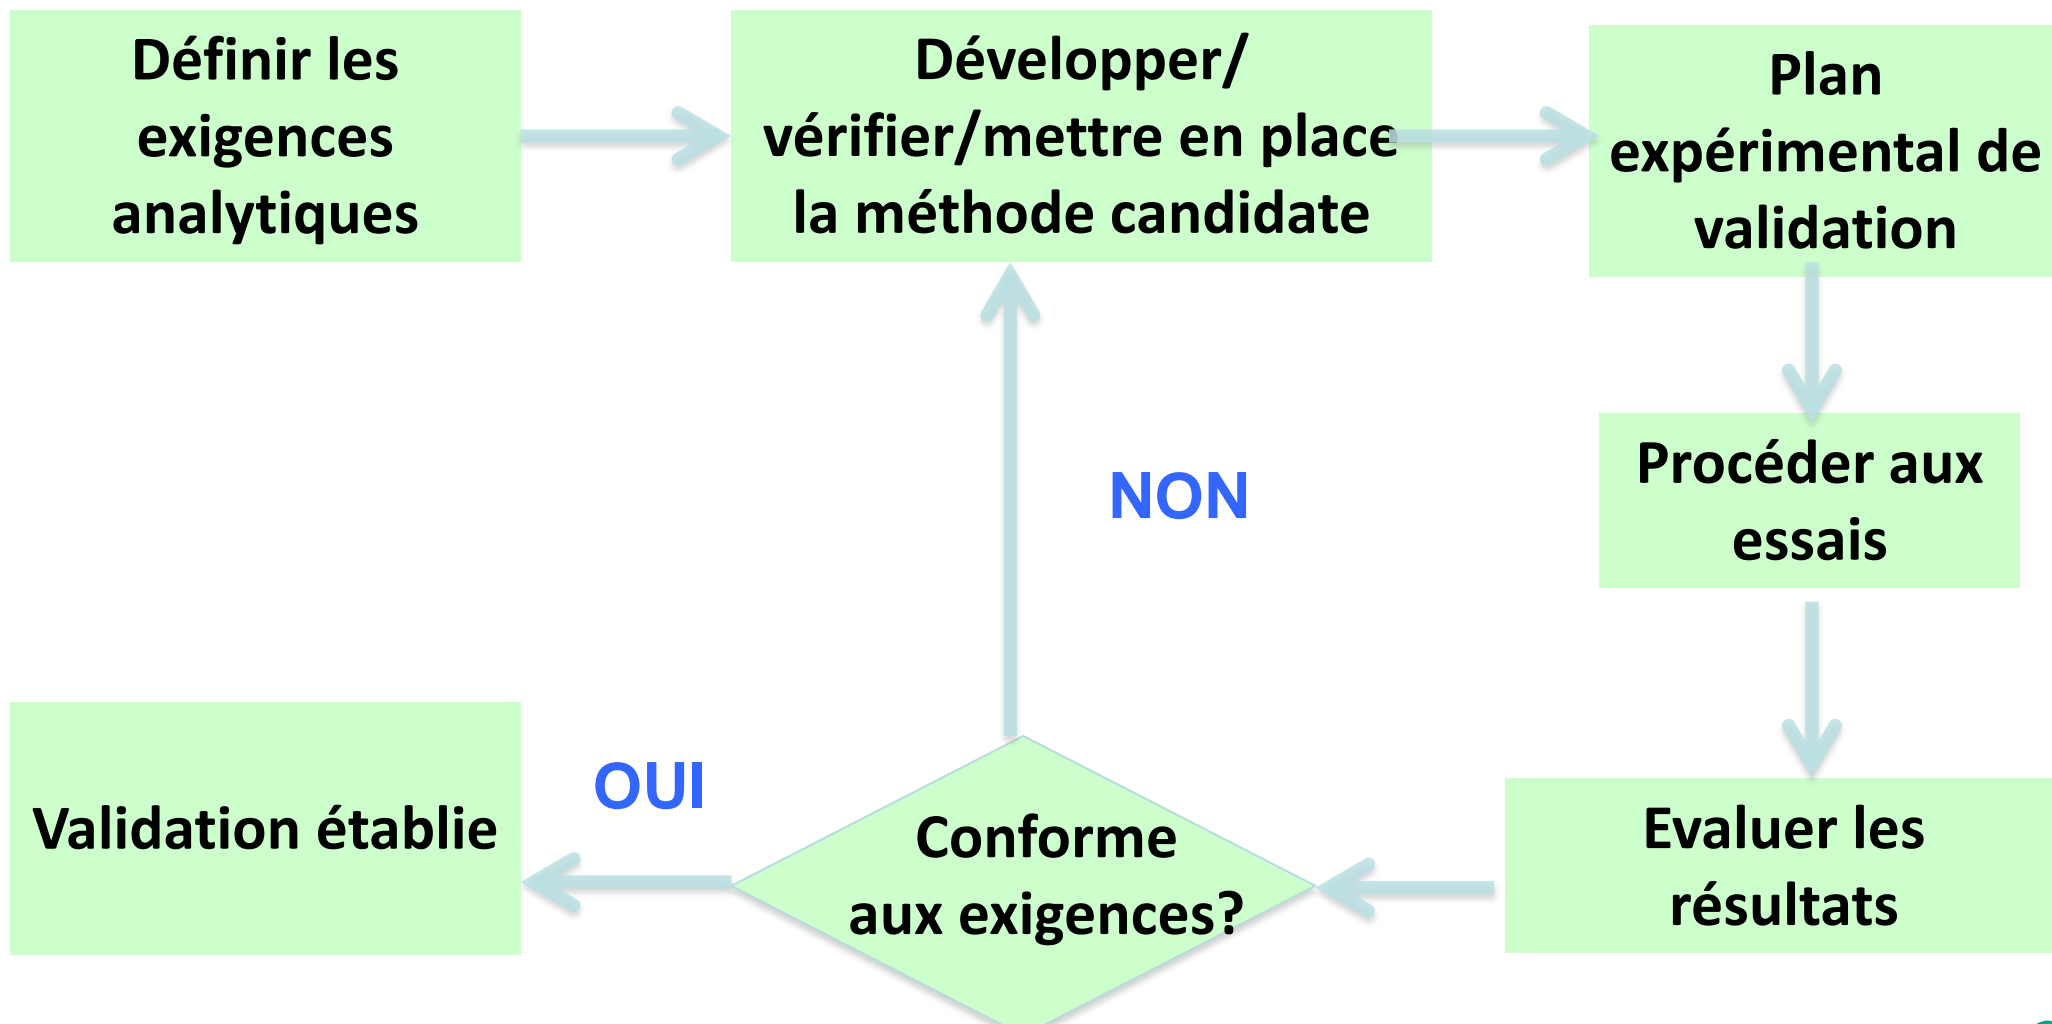 Définir les
exigences
analytiques
Développer/
vérifier/mettre en place
la méthode candidate
Plan
expérimental de
validation
Procéder aux
essais
NON
Evaluer les
résultats
Conforme
aux exigences?
OUI
Validation établie